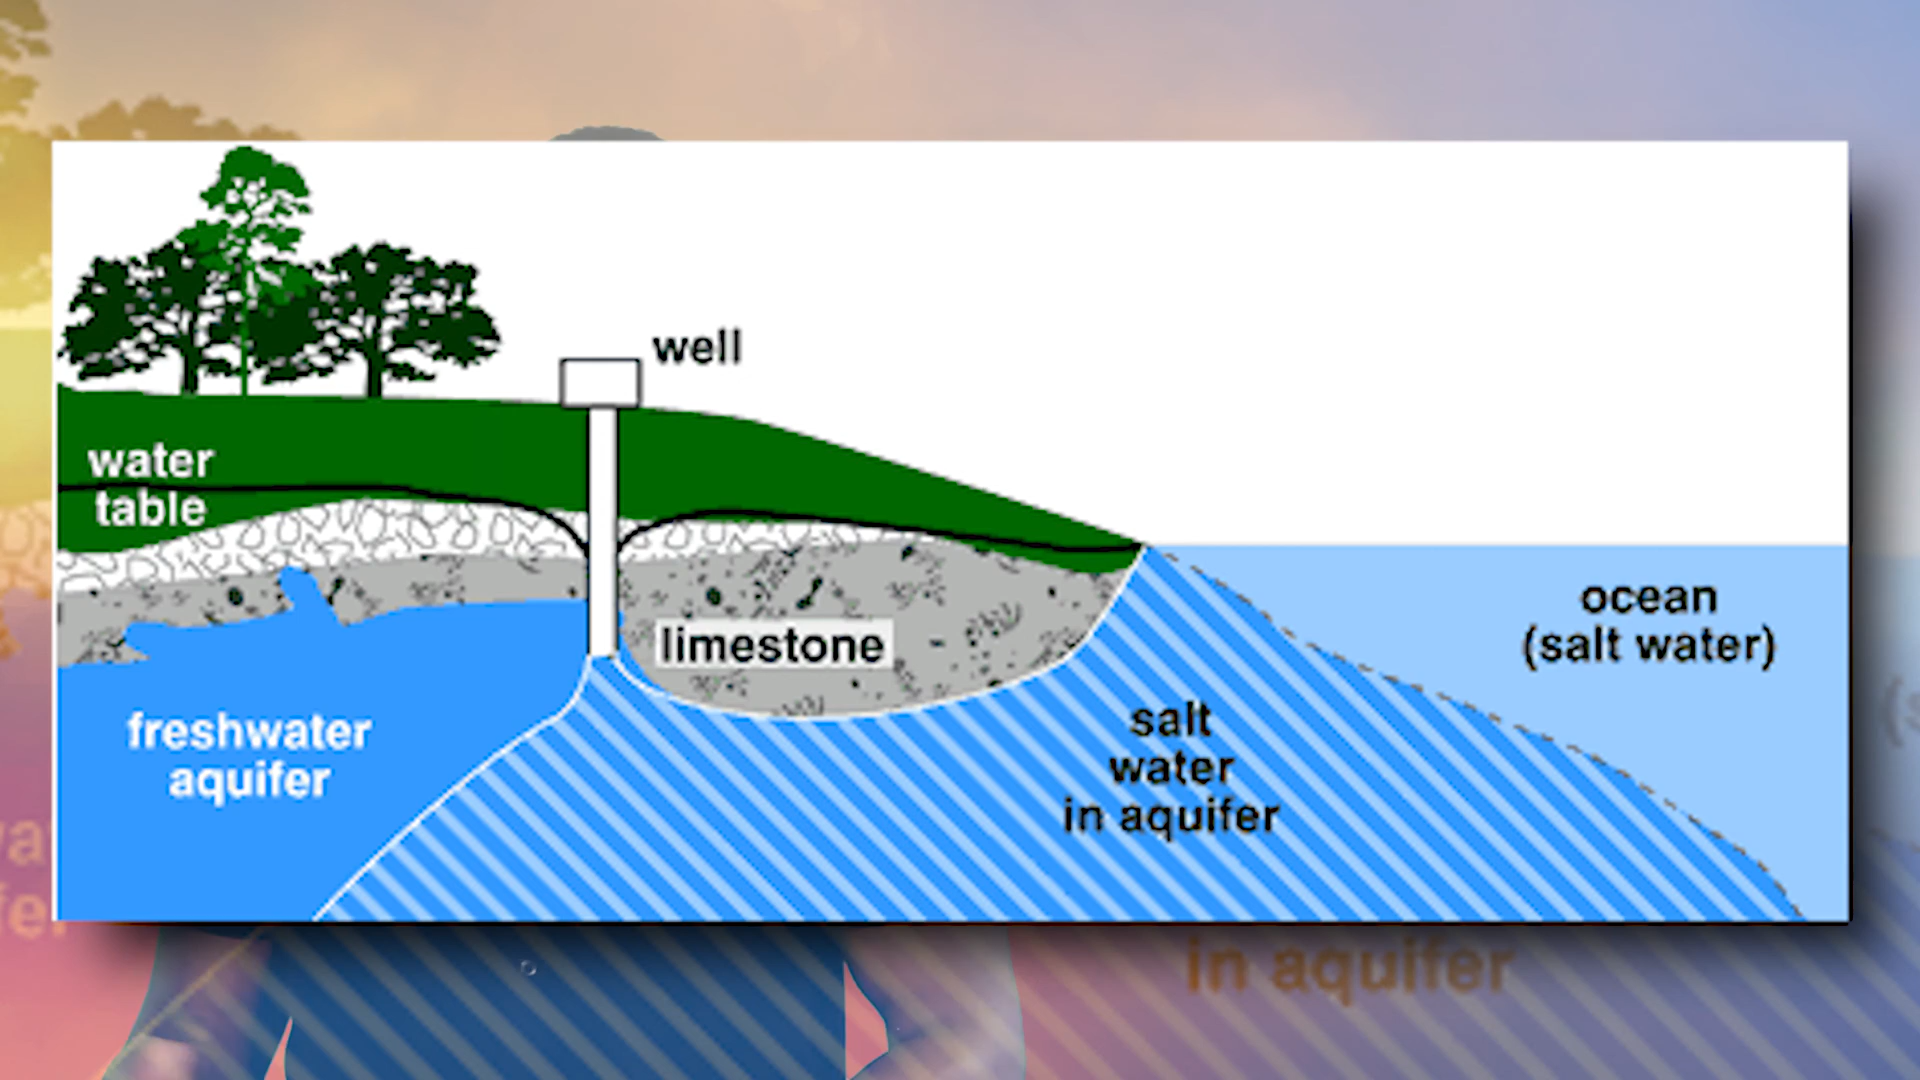 well
water
table
limestone
freshwater
aquifer
salt
water
in aquifer
ocean
(salt water)
in aquifer